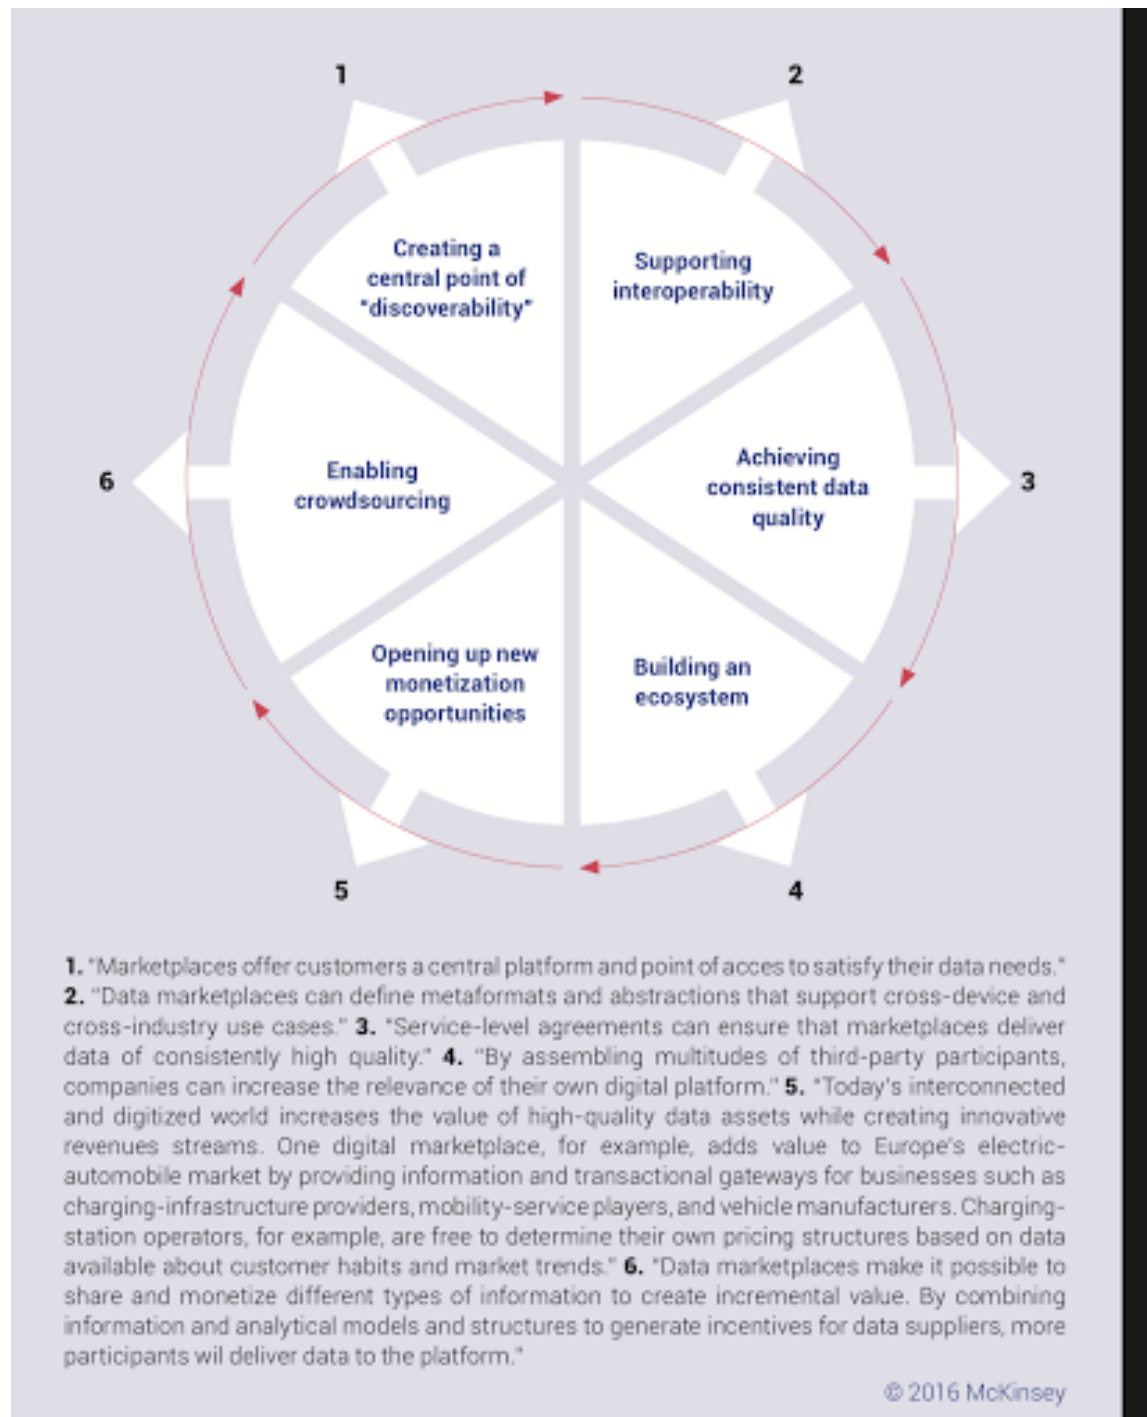 1
2
Creating a
central point of
"discoverability"
Supporting
interoperability
6
Enabling
crowdsourcing
Achieving
consistent data
quality
3
Opening up new
monetization
opportunities
Building an
ecosystem
5
4
1. "Marketplaces offer customers a central platform and point of acces to satisfy their data needs."
2. "Data marketplaces can define metaformats and abstractions that support cross-device and
cross-industry use cases." 3. "Service-level agreements can ensure that marketplaces deliver
data of consistently high quality." 4. "By assembling multitudes of third-party participants,
companies can increase the relevance of their own digital platform." 5. "Today's interconnected
and digitized world increases the value of high-quality data assets while creating innovative
revenues streams. One digital marketplace, for example, adds value to Europe's electric-
automobile market by providing information and transactional gateways for businesses such as
charging-infrastructure providers, mobility-service players, and vehicle manufacturers. Charging-
station operators, for example, are free to determine their own pricing structures based on data
available about customer habits and market trends." 6. "Data marketplaces make it possible to
share and monetize different types of information to create incremental value. By combining
information and analytical models and structures to generate incentives for data suppliers, more
participants wil deliver data to the platform."
© 2016 McKinsey